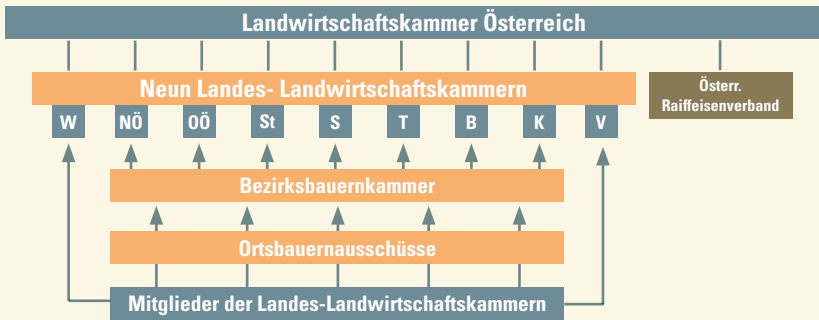 Landwirtschaftskammer Österreich
Neun Landes- Landwirtschaftskammern
Österr.
Raiffeisenverband
W NÖ OÖ St S T B K V
Bezirksbauernkammer
Ortsbauernausschüsse
Mitglieder der Landes-Landwirtschaftskammern